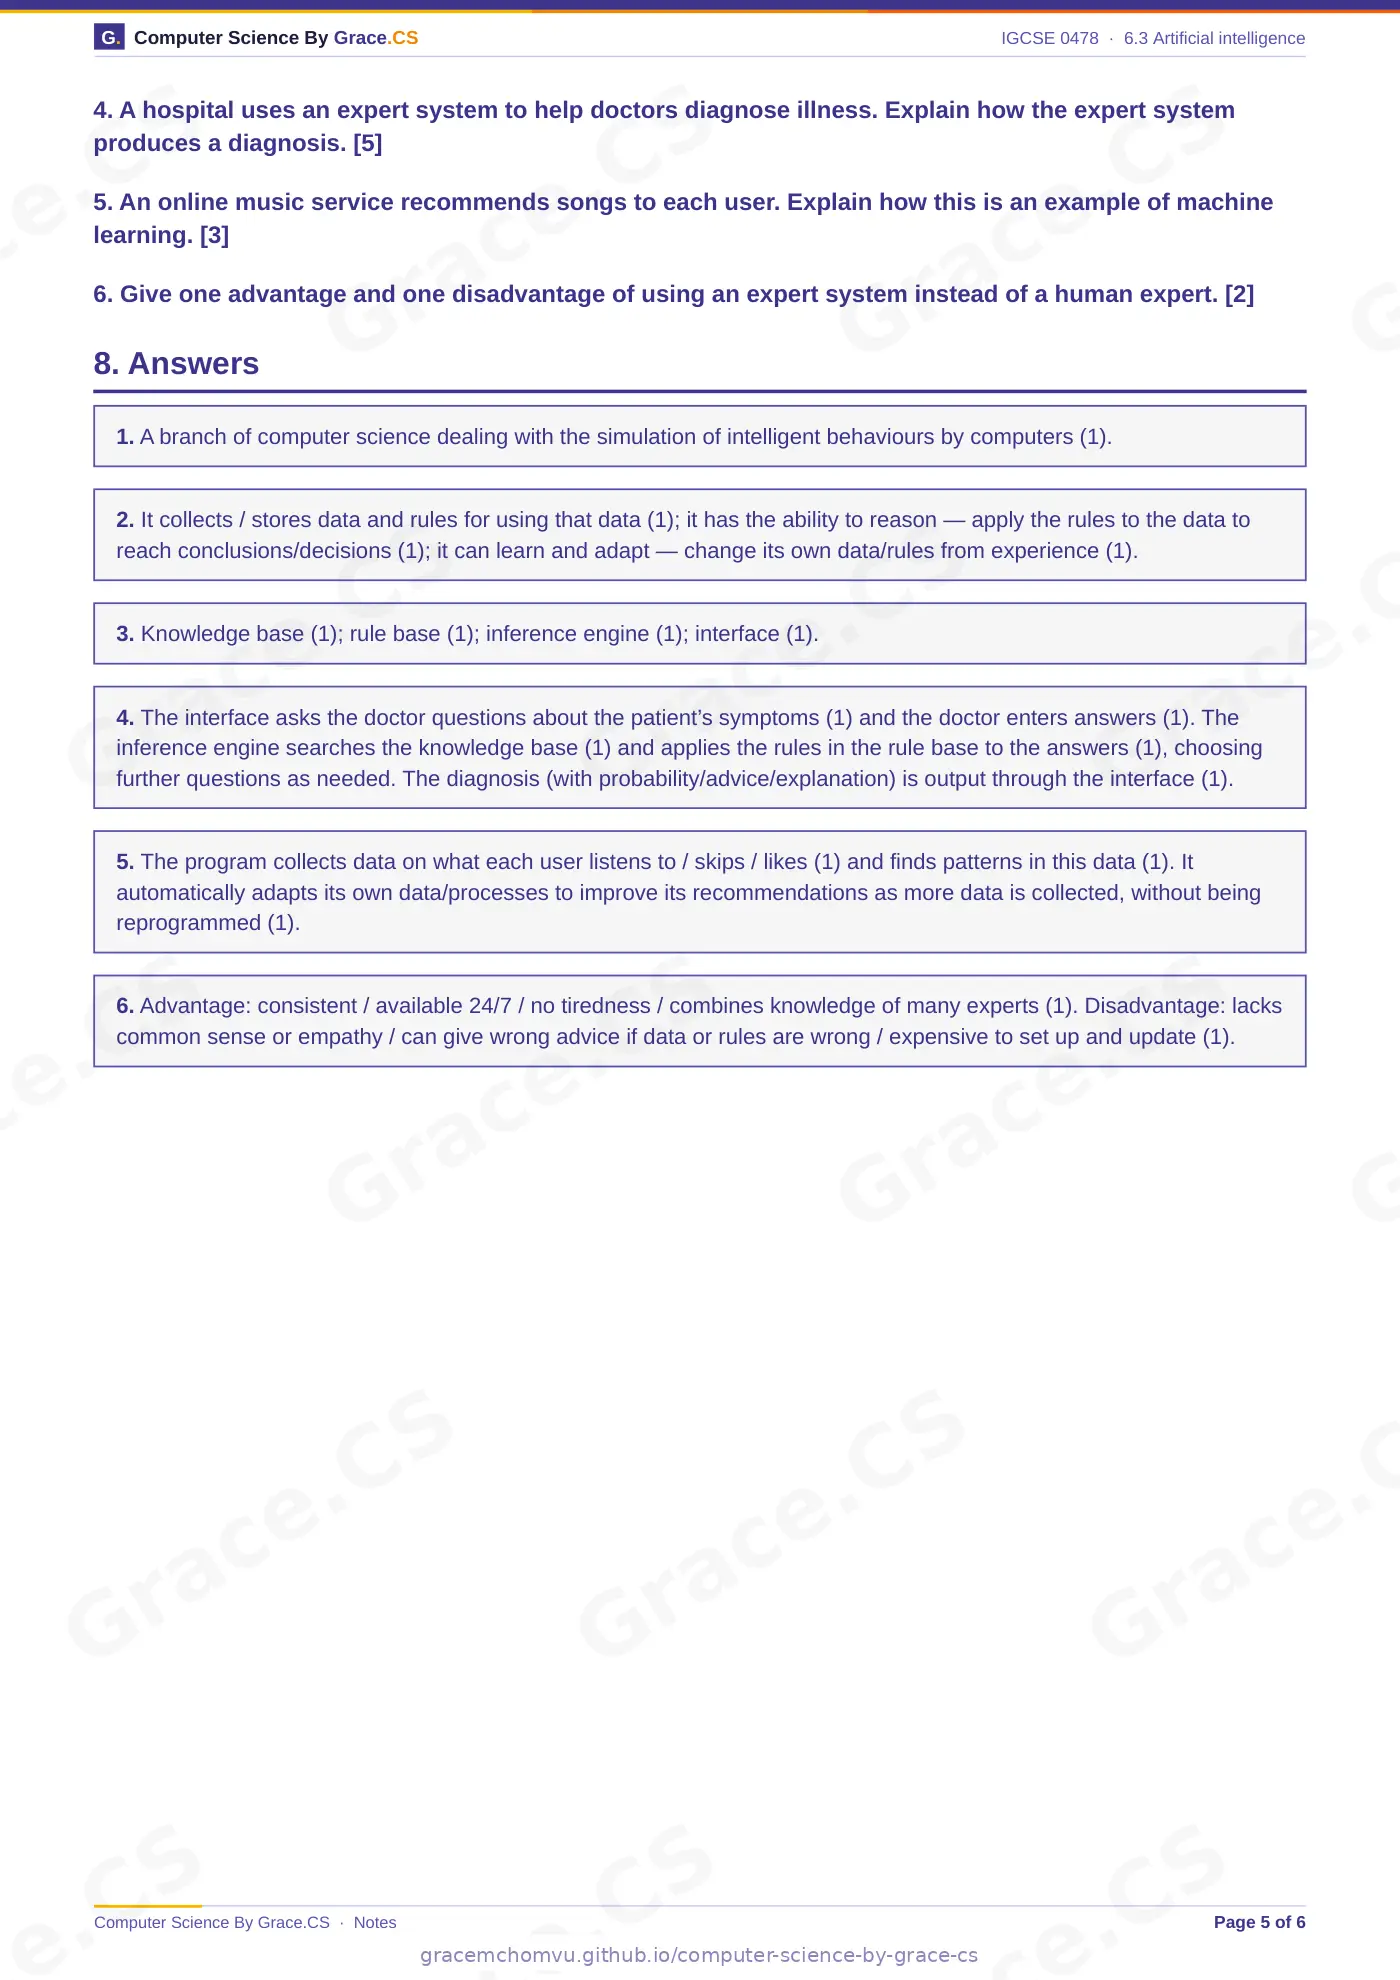 G. Computer Science By Grace.CS
IGCSE 0478 · 6.3 Artificial intelligence
4. A hospital uses an expert system to help doctors diagnose illness. Explain how the expert system
produces a diagnosis. [5]
5. An online music service recommends songs to each user. Explain how this is an example of machine
learning. [3]
6. Give one advantage and one disadvantage of using an expert system instead of a human expert. [2]
8. Answers
1. A branch of computer science dealing with the simulation of intelligent behaviours by computers (1).
2. It collects / stores data and rules for using that data (1); it has the ability to reason — apply the rules to the data to
reach conclusions/decisions (1); it can learn and adapt — change its own data/rules from experience (1).
3. Knowledge base (1); rule base (1); inference engine (1); interface (1).
4. The interface asks the doctor questions about the patient’s symptoms (1) and the doctor enters answers (1). The
inference engine searches the knowledge base (1) and applies the rules in the rule base to the answers (1), choosing
further questions as needed. The diagnosis (with probability/advice/explanation) is output through the interface (1).
5. The program collects data on what each user listens to / skips / likes (1) and finds patterns in this data (1). It
automatically adapts its own data/processes to improve its recommendations as more data is collected, without being
reprogrammed (1).
6. Advantage: consistent / available 24/7 / no tiredness / combines knowledge of many experts (1). Disadvantage: lacks
common sense or empathy / can give wrong advice if data or rules are wrong / expensive to set up and update (1).
Computer Science By Grace.CS · Notes
Page 5 of 6
gracemchomvu.github.io/computer-science-by-grace-cs